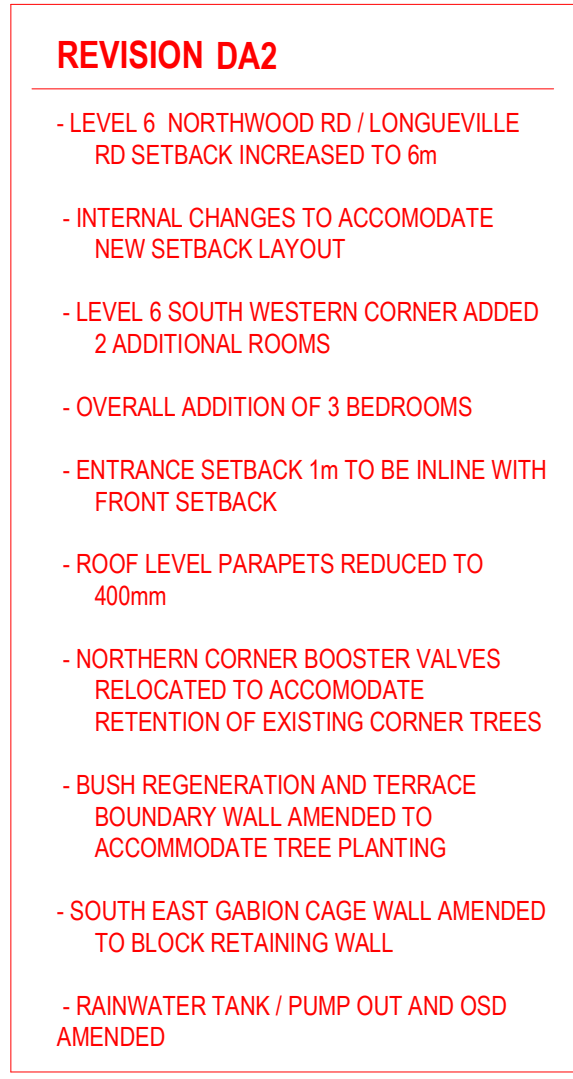 REVISION DA2
- LEVEL 6 NORTHWOOD RD / LONGUEVILLE
RD SETBACK INCREASED TO 6m
- INTERNAL CHANGES TO ACCOMODATE
NEW SETBACK LAYOUT
- LEVEL 6 SOUTH WESTERN CORNER ADDED
2 ADDITIONAL ROOMS
- OVERALL ADDITION OF 3 BEDROOMS
- ENTRANCE SETBACK 1m TO BE INLINE WITH
FRONT SETBACK
- ROOF LEVEL PARAPETS REDUCED TO
400mm
- NORTHERN CORNER BOOSTER VALVES
RELOCATED TO ACCOMODATE
RETENTION OF EXISTING CORNER TREES
- BUSH REGENERATION AND TERRACE
BOUNDARY WALL AMENDED TO
ACCOMMODATE TREE PLANTING
- SOUTH EAST GABION CAGE WALL AMENDED
TO BLOCK RETAINING WALL
- RAINWATER TANK / PUMP OUT AND OSD
AMENDED